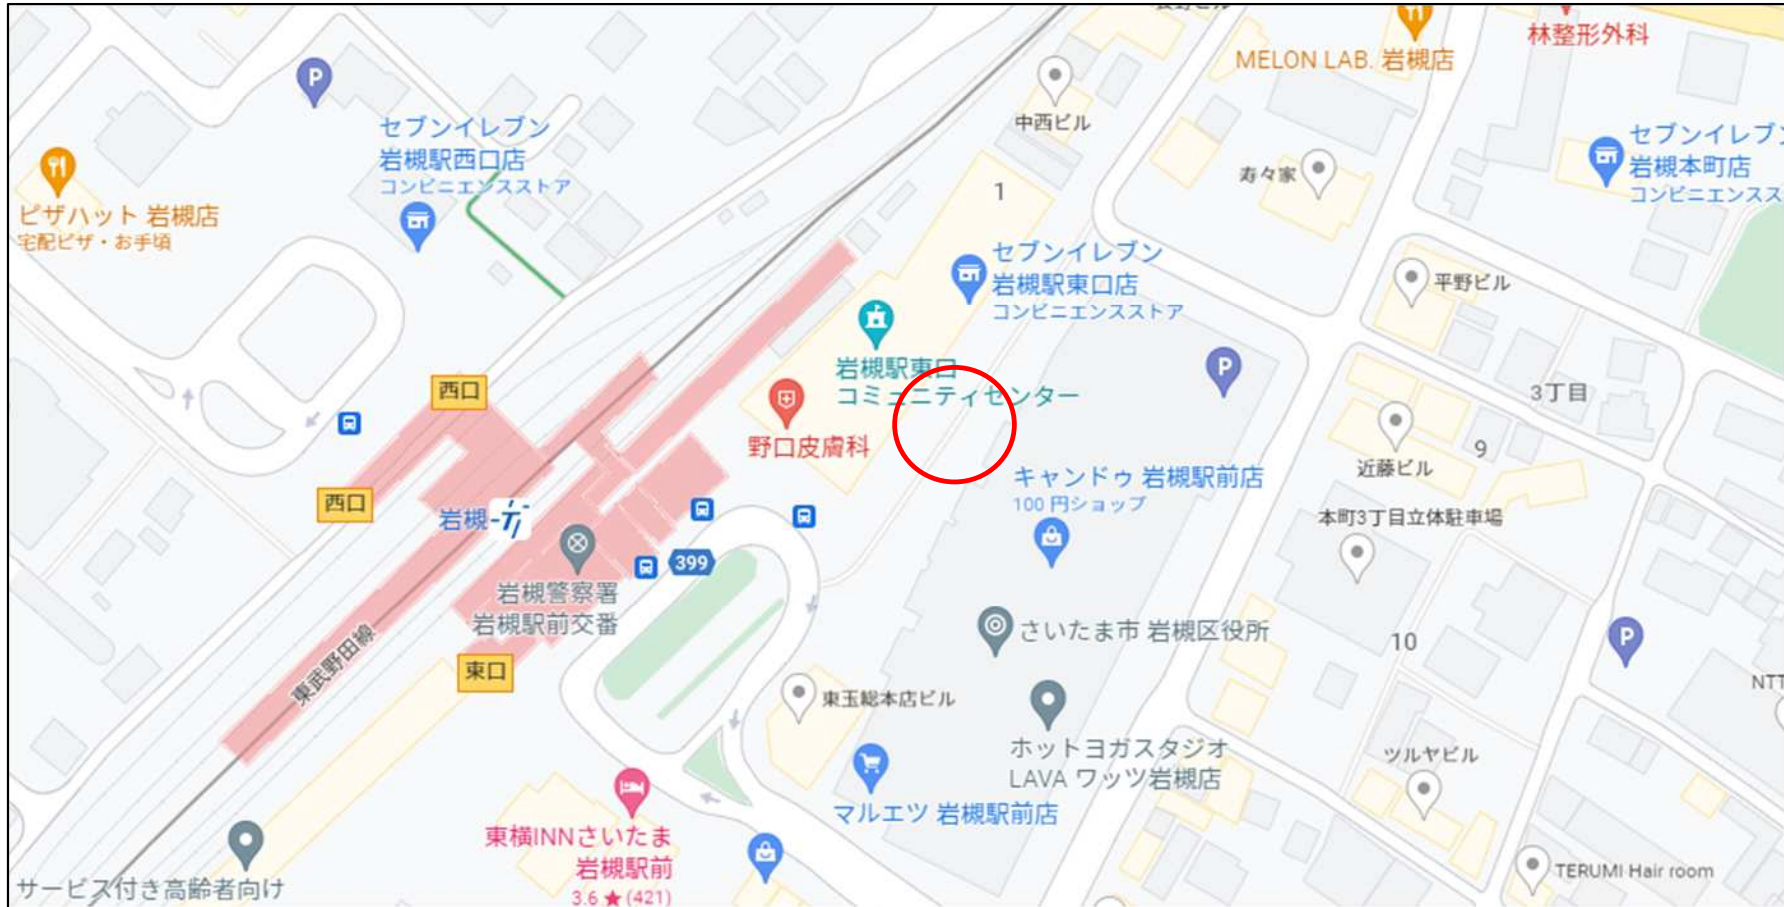 林整形外科
MELON LAB. 岩槻店
P
中西ビル
セブンイレブン
岩槻駅西口店
コンビニエンスストア
セブンイレブン
岩槻本町店
コンビニエンスス
寿々家
ピザハット 岩槻店
宅配ピザ・お手頃
1
セブンイレブン
岩槻駅東口店
コンビニエンスストア
平野ビル
岩槻駅東口
コミュニティセンター
P
西口
3丁目
野口皮膚科
9
近藤ビル
キャンドゥ 岩槻駅前店
100 円ショップ
西口
岩槻
本町3丁目立体駐車場
399
岩槻警察署
岩槻駅前交番
さいたま市 岩槻区役所
10
P
東武野田線
東口
東玉総本店ビル
NTT
ホットヨガスタジオ
LAVA ワッツ岩槻店
ツルヤビル
マルエツ 岩槻駅前店
東横INNさいたま
岩槻駅前
3.6 ★ (421)
サービス付き高齢者向け
TERUMI Hair room